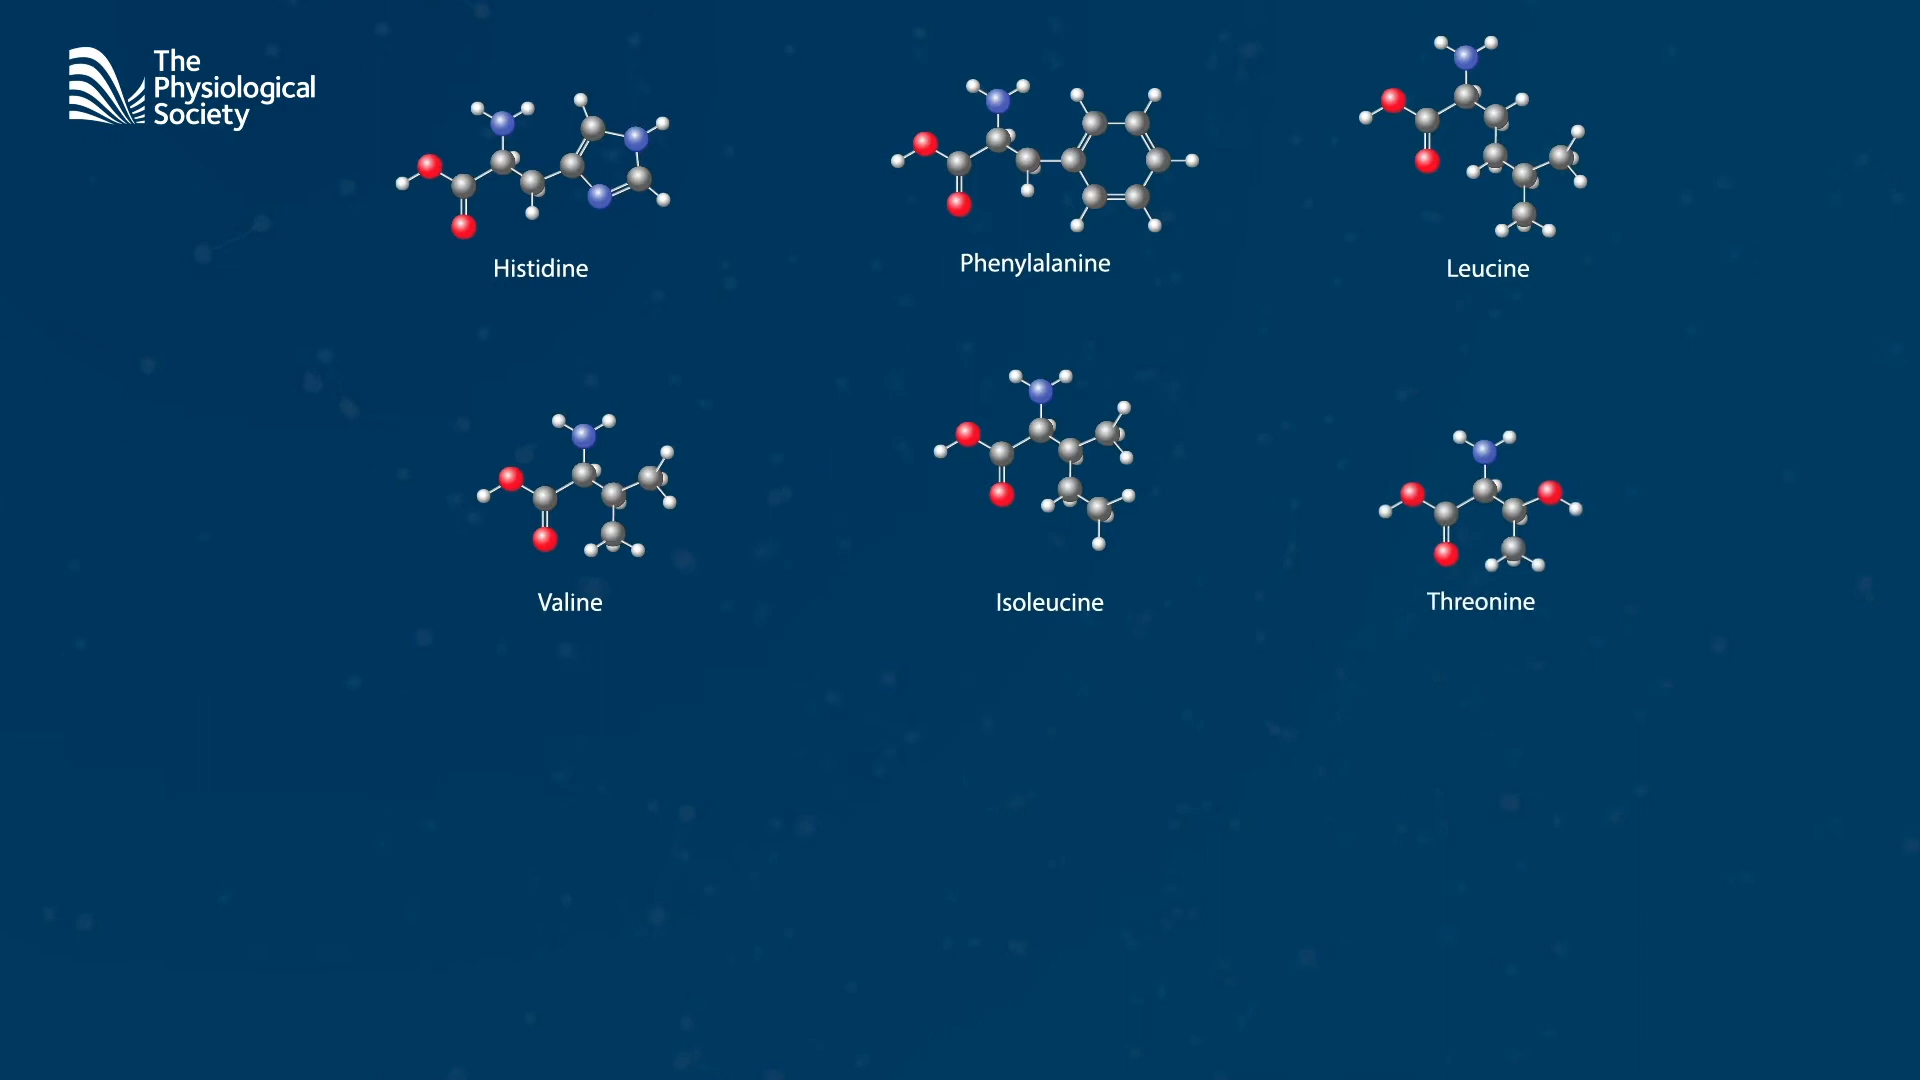 The
Physiological
Society
Histidine
Phenylalanine
Leucine
Valine
Isoleucine
Threonine